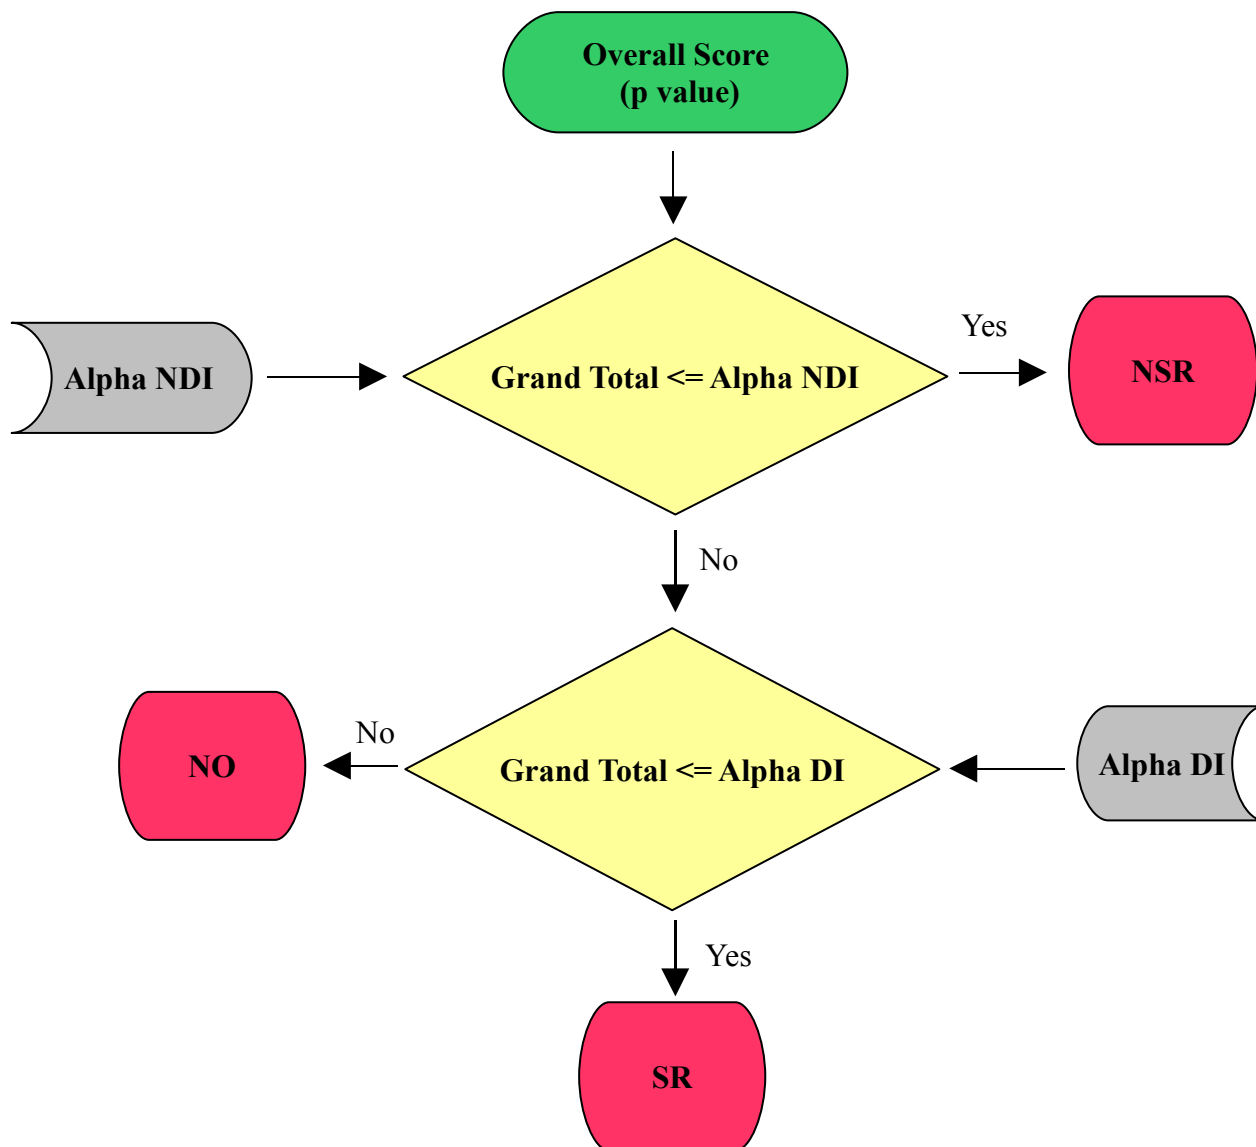 Overall Score
(p value)
Yes
Alpha NDI
Grand Total <= Alpha NDI
NSR
No
No
NO
Grand Total <= Alpha DI
Alpha DI
Yes
SR